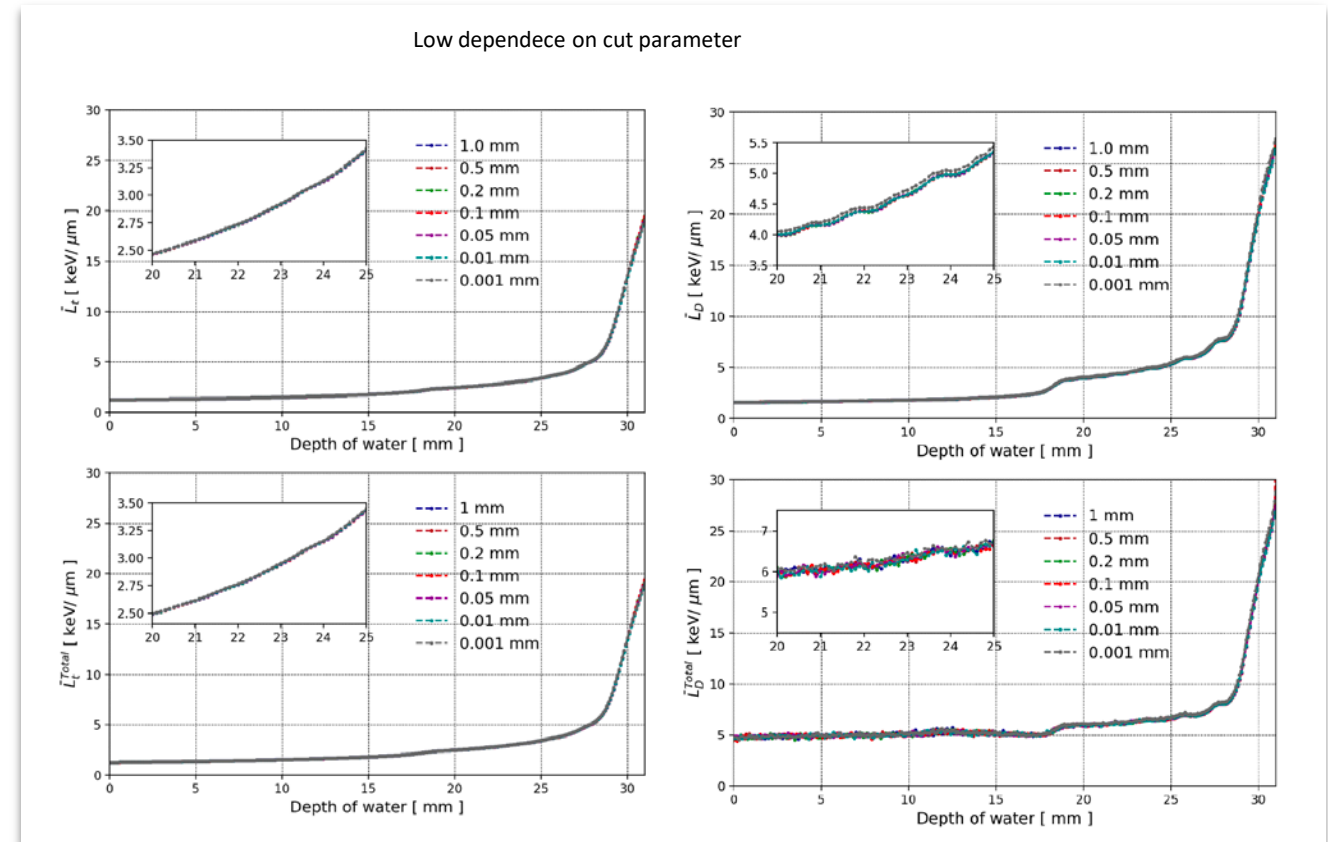 Low dependece on cut parameter
30
25
20
15
10
5
0
L̄t [ keV/ μm ]
3.50
3.25
3.00
2.75
2.50
20 21 22 23 24 25
1.0 mm
0.5 mm
0.2 mm
0.1 mm
0.05 mm
0.01 mm
0.001 mm
0 5 10 15 20 25 30
Depth of water [ mm ]
30
25
20
15
10
5
0
L̄D [ keV/ μm ]
5.5
5.0
4.5
4.0
3.5
20 21 22 23 24 25
1.0 mm
0.5 mm
0.2 mm
0.1 mm
0.05 mm
0.01 mm
0.001 mm
0 5 10 15 20 25 30
Depth of water [ mm ]
30
25
20
15
10
5
0
L̄t Total [ keV/ μm ]
3.50
3.25
3.00
2.75
2.50
20 21 22 23 24 25
1 mm
0.5 mm
0.2 mm
0.1 mm
0.05 mm
0.01 mm
0.001 mm
0 5 10 15 20 25 30
Depth of water [ mm ]
30
25
20
15
10
5
0
L̄D Total [ keV/ μm ]
7
6
5
20 21 22 23 24 25
1 mm
0.5 mm
0.2 mm
0.1 mm
0.05 mm
0.01 mm
0.001 mm
0 5 10 15 20 25 30
Depth of water [ mm ]